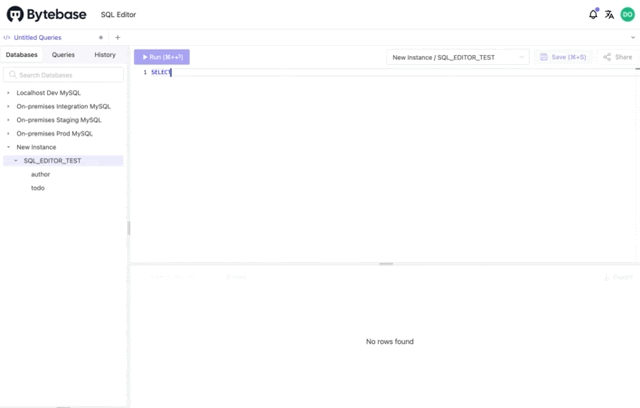 Bytebase SQL Editor DO
Untitled Queries
Databases Queries History
Run (⌘+⏎) New Instance / SQL_EDITOR_TEST Save (⌘+S) Share
Search Databases
1 SELECT
Localhost Dev MySQL
On-premises Integration MySQL
On-premises Staging MySQL
On-premises Prod MySQL
New Instance
SQL_EDITOR_TEST
author
todo
Export
No rows found